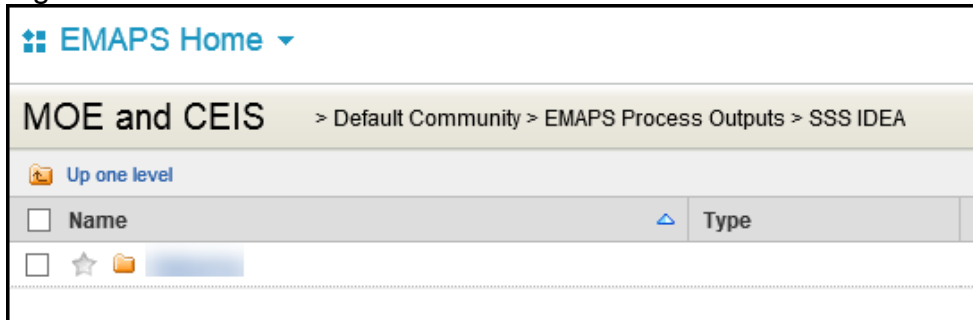 EMAPS Home
MOE and CEIS > Default Community > EMAPS Process Outputs > SSS IDEA
Up one level
Name Type